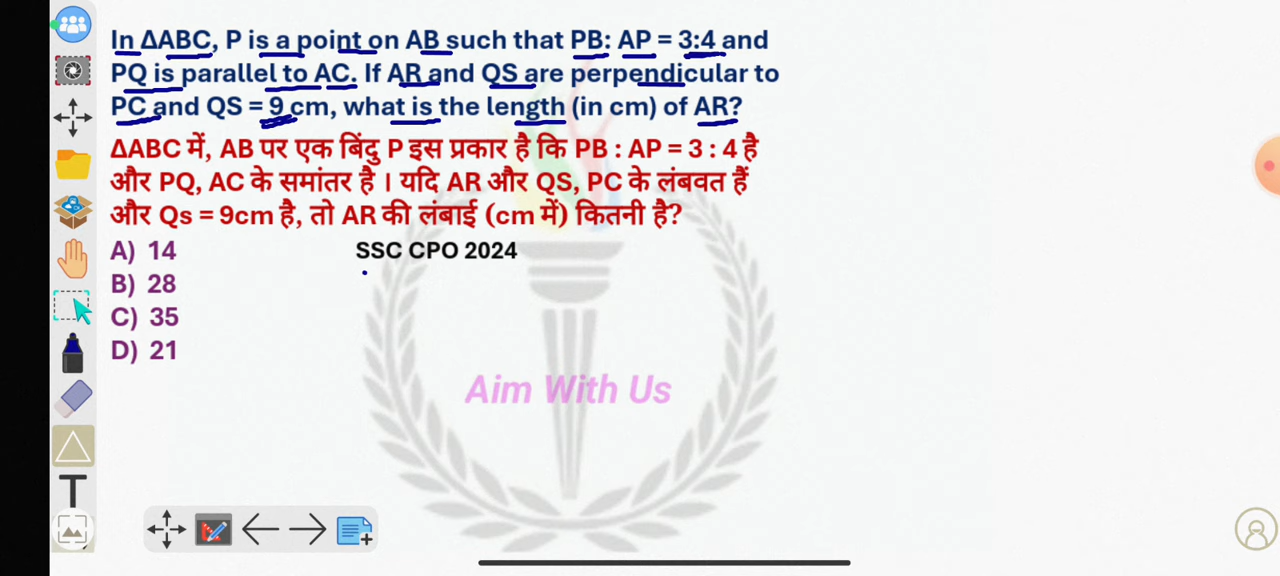 In ΔABC, P is a point on AB such that PB: AP = 3:4 and
PQ is parallel to AC. If AR and QS are perpendicular to
PC and QS = 9 cm, what is the length (in cm) of AR?
ΔABC में, AB पर एक बिंदु P इस प्रकार है कि PB : AP = 3 : 4 है
और PQ, AC के समांतर है । यदि AR और QS, PC के लंबवत हैं
और Qs = 9cm है, तो AR की लंबाई (cm में) कितनी है?
A) 14
SSC CPO 2024
B) 28
C) 35
D) 21
Aim With Us
T